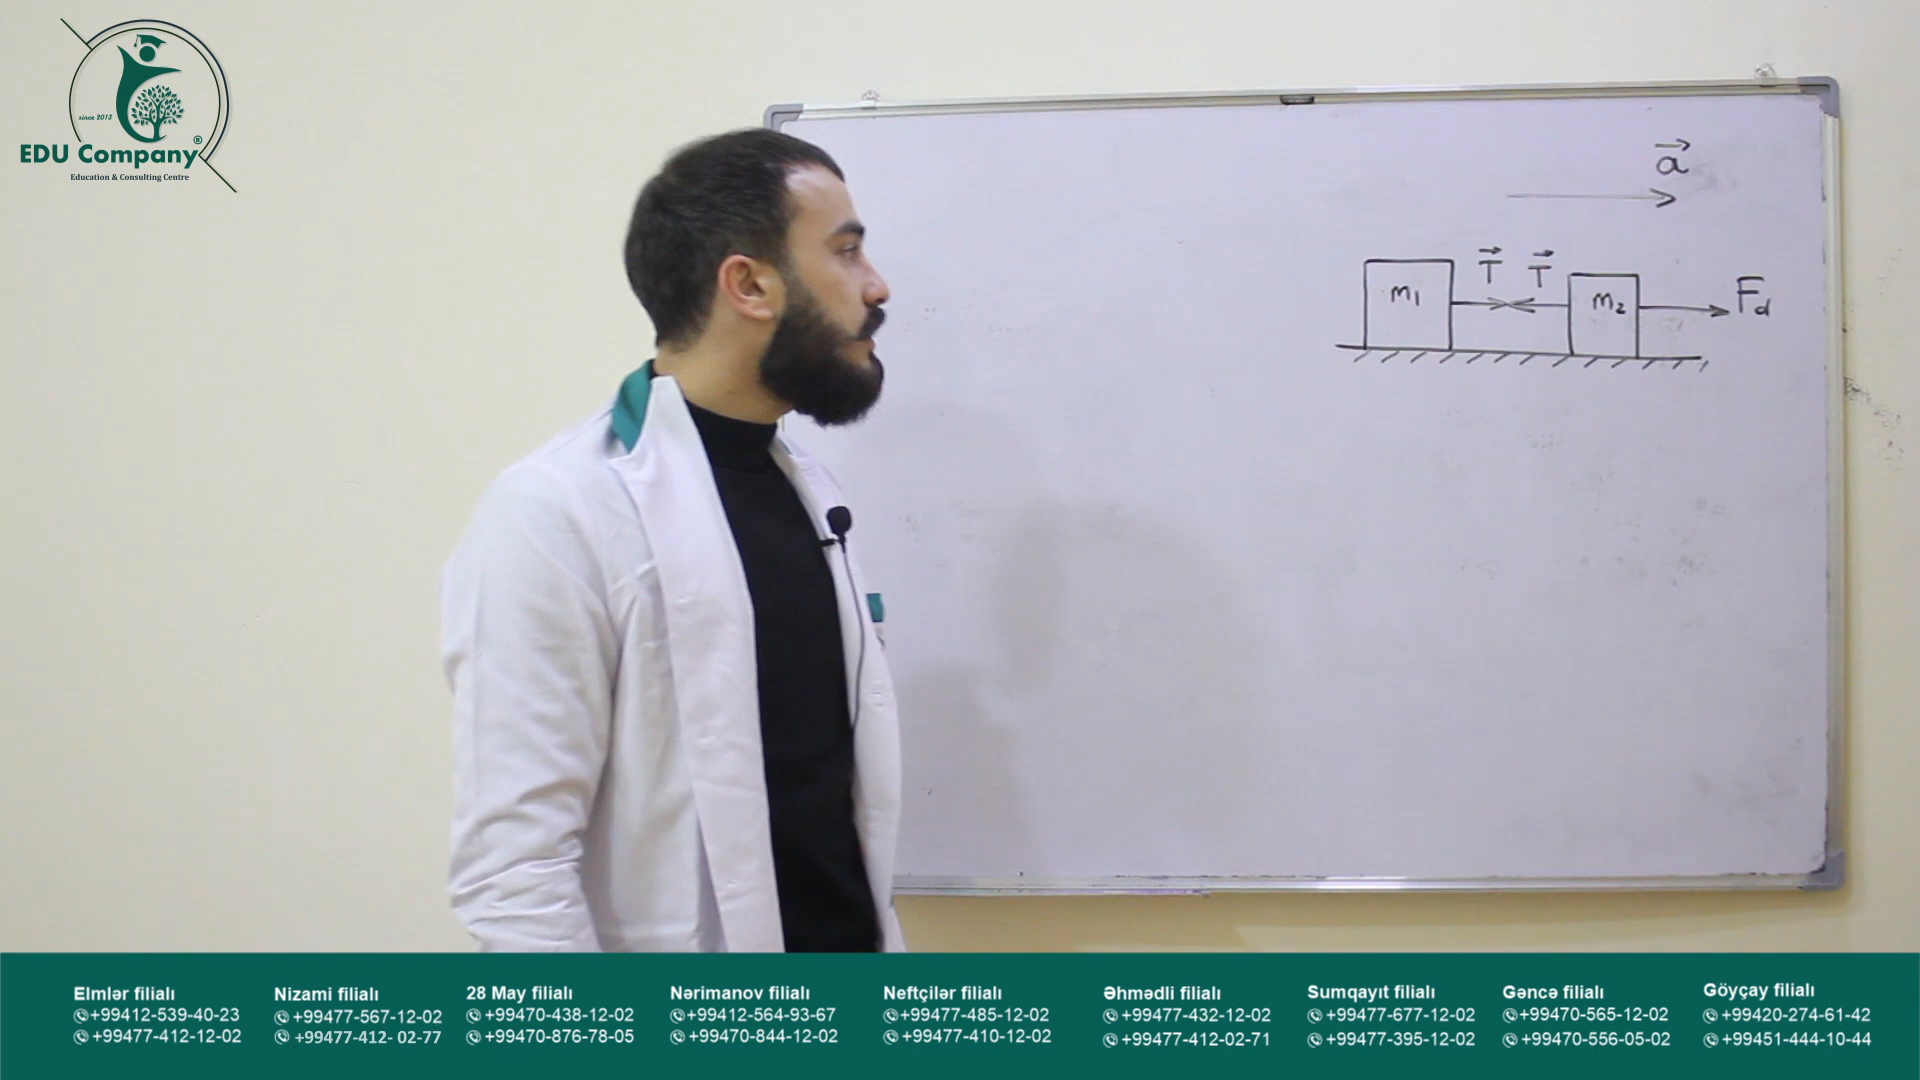 since 2013
EDU Company®
Education & Consulting Centre
a
T T
m1 m2 Fd
Elmlər filialı
+99412-539-40-23
+99477-412-12-02
Nizami filialı
+99477-567-12-02
+99477-412- 02-77
28 May filialı
+99470-438-12-02
+99470-876-78-05
Nərimanov filialı
+99412-564-93-67
+99470-844-12-02
Neftçilər filialı
+99477-485-12-02
+99477-410-12-02
Əhmədli filialı
+99477-432-12-02
+99477-412-02-71
Sumqayıt filialı
+99477-677-12-02
+99477-395-12-02
Gəncə filialı
+99470-565-12-02
+99470-556-05-02
Göyçay filialı
+99420-274-61-42
+99451-444-10-44